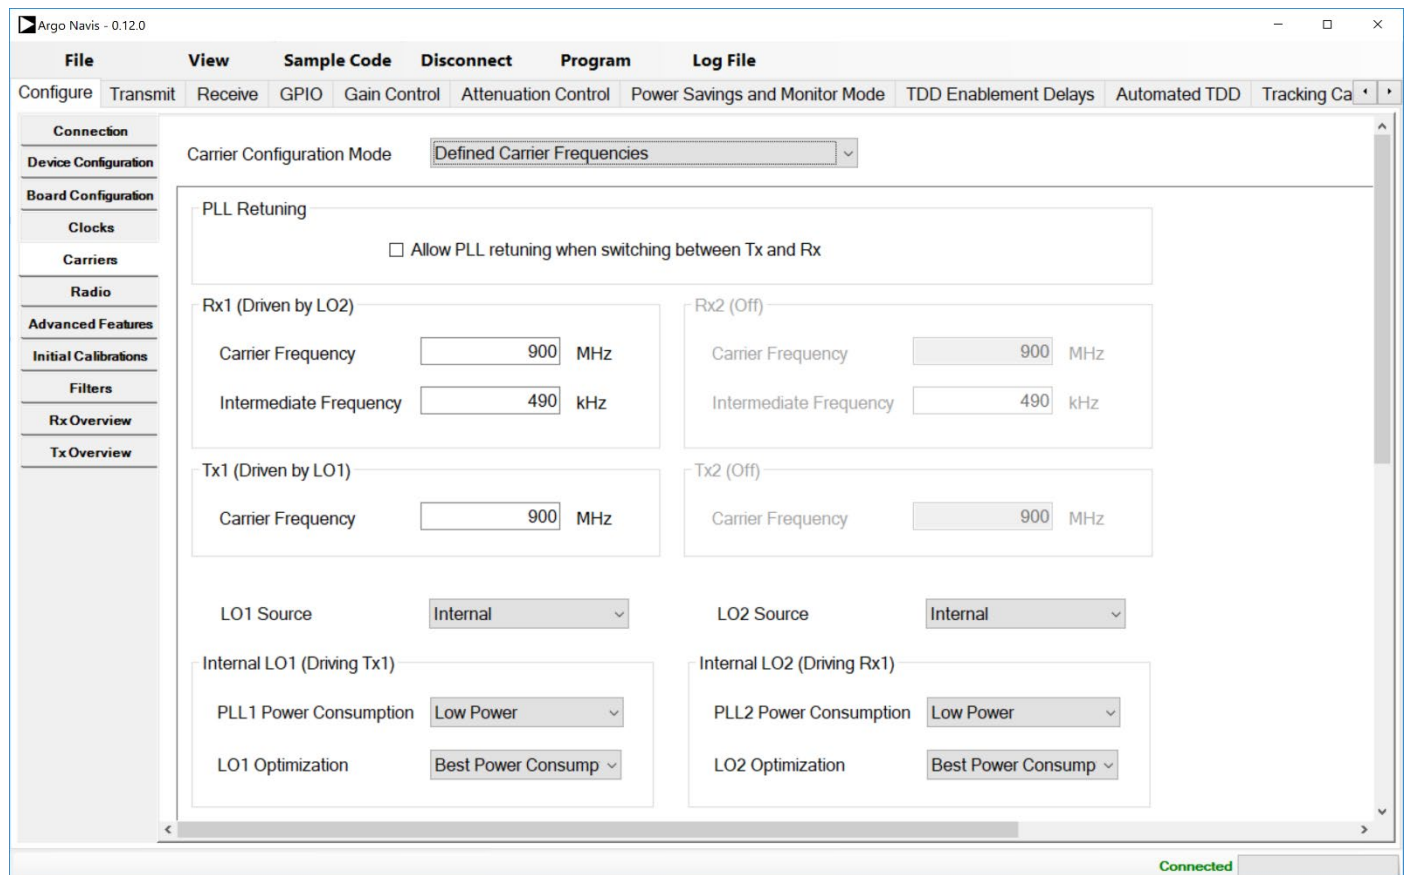 Argo Navis - 0.12.0
File View Sample Code Disconnect Program Log File
Configure Transmit Receive GPIO Gain Control Attenuation Control Power Savings and Monitor Mode TDD Enablement Delays Automated TDD Tracking Ca
Connection
Device Configuration
Board Configuration
Clocks
Carriers
Radio
Advanced Features
Initial Calibrations
Filters
Rx Overview
Tx Overview
Carrier Configuration Mode Defined Carrier Frequencies
PLL Retuning
Allow PLL retuning when switching between Tx and Rx
Rx1 (Driven by LO2)
Carrier Frequency 900 MHz
Intermediate Frequency 490 kHz
Rx2 (Off)
Carrier Frequency 900 MHz
Intermediate Frequency 490 kHz
Tx1 (Driven by LO1)
Carrier Frequency 900 MHz
Tx2 (Off)
Carrier Frequency 900 MHz
LO1 Source Internal
LO2 Source Internal
Internal LO1 (Driving Tx1)
PLL1 Power Consumption Low Power
LO1 Optimization Best Power Consump
Internal LO2 (Driving Rx1)
PLL2 Power Consumption Low Power
LO2 Optimization Best Power Consump
Connected